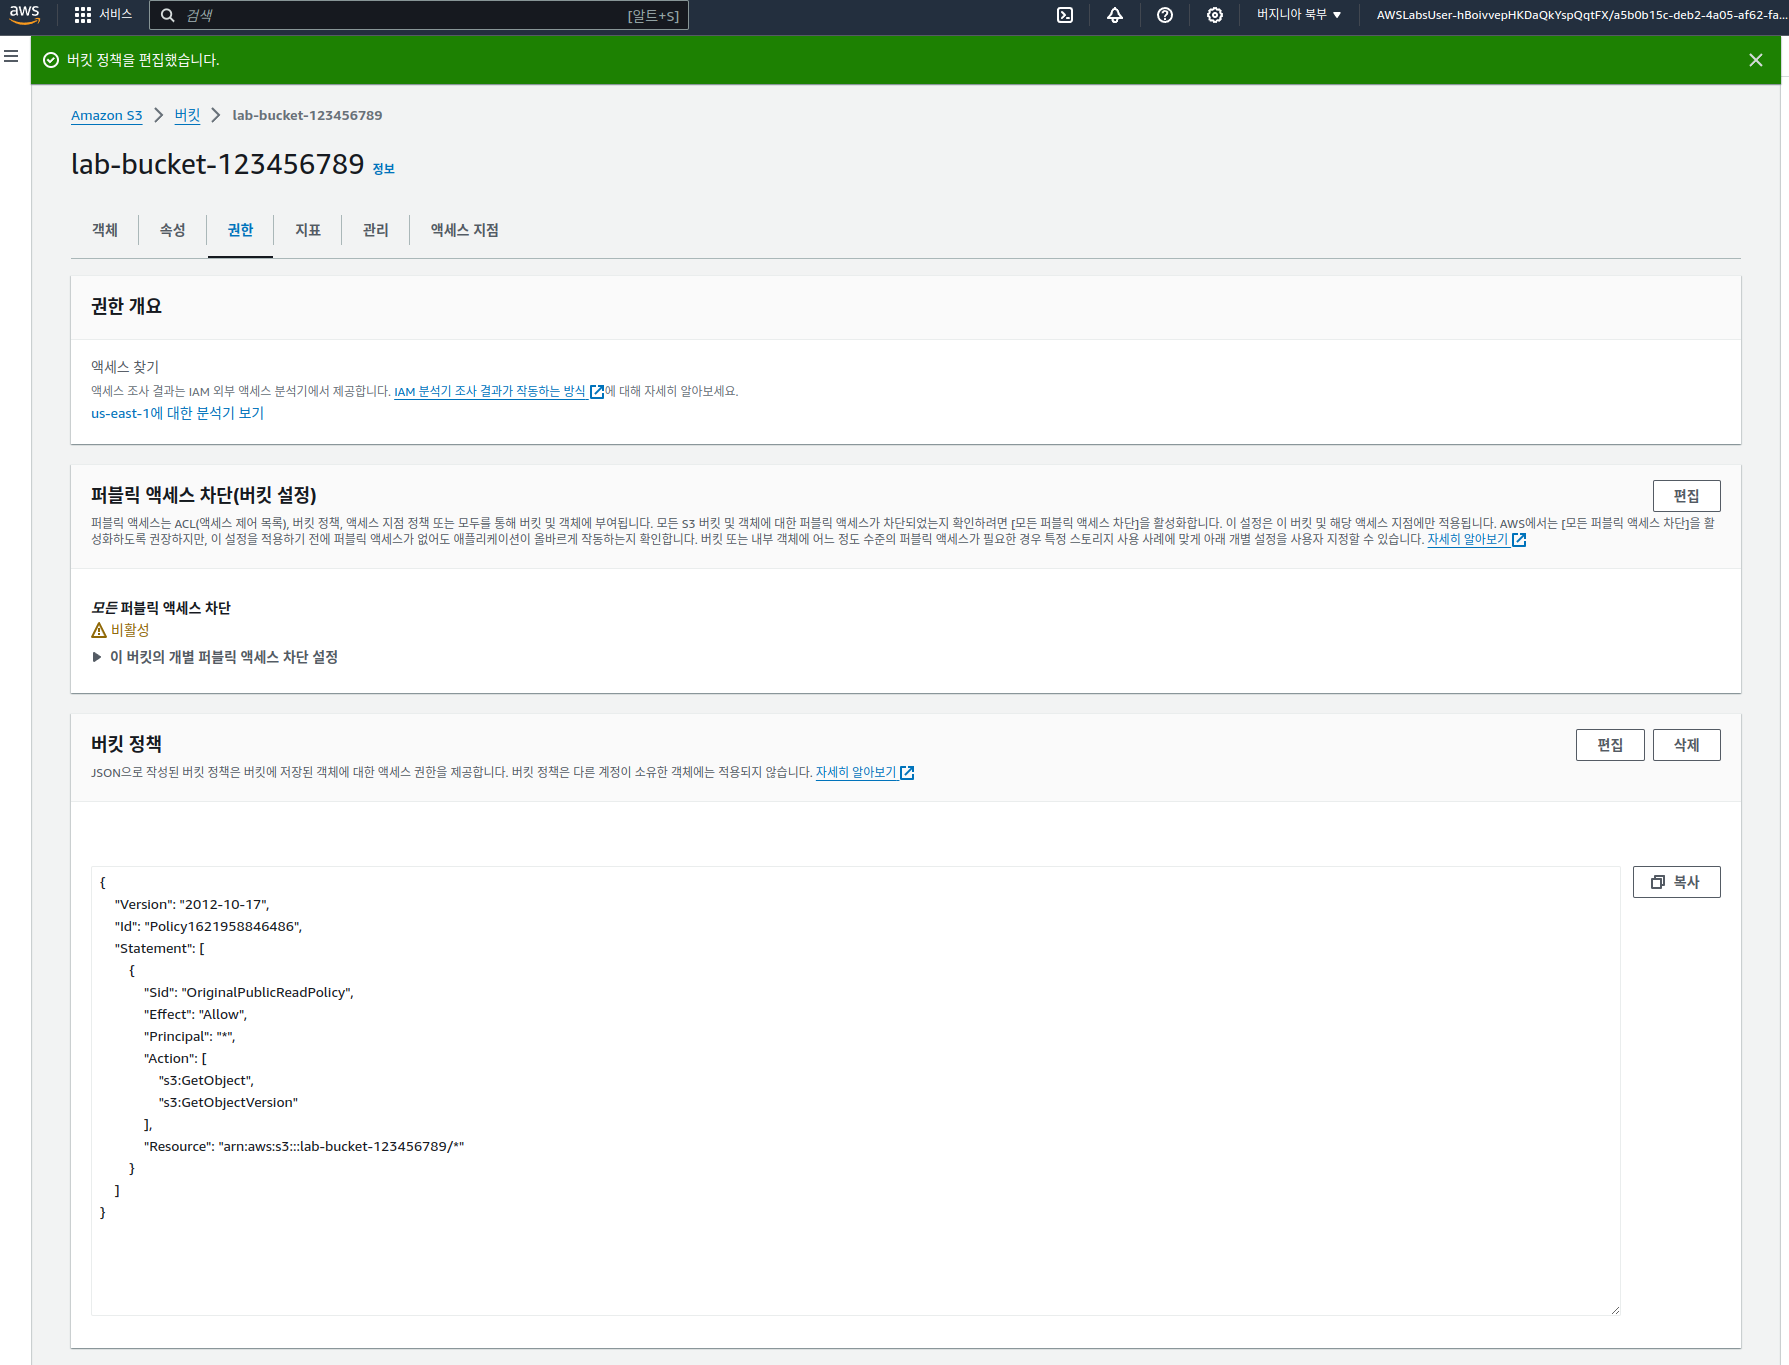 aws 서비스 검색 [알트+S] 버지니아 북부 ▼ AWSLabsUser-hBoivvepHKDaQkYspQqtFX/a5b0b15c-deb2-4a05-af62-fa...
버킷 정책을 편집했습니다.
Amazon S3 > 버킷 > lab-bucket-123456789
lab-bucket-123456789 정보
객체 속성 권한 지표 관리 액세스 지점
권한 개요
액세스 찾기
액세스 조사 결과는 IAM 외부 액세스 분석기에서 제공합니다. IAM 분석기 조사 결과가 작동하는 방식 에 대해 자세히 알아보세요.
us-east-1에 대한 분석기 보기
퍼블릭 액세스 차단(버킷 설정) 편집
퍼블릭 액세스는 ACL(액세스 제어 목록), 버킷 정책, 액세스 지점 정책 또는 모두를 통해 버킷 및 객체에 부여됩니다. 모든 S3 버킷 및 객체에 대한 퍼블릭 액세스가 차단되었는지 확인하려면 [모든 퍼블릭 액세스 차단]을 활성화합니다. 이 설정은 이 버킷 및 해당 액세스 지점에만 적용됩니다. AWS에서는 [모든 퍼블릭 액세스 차단]을 활
성화하도록 권장하지만, 이 설정을 적용하기 전에 퍼블릭 액세스가 없어도 애플리케이션이 올바르게 작동하는지 확인합니다. 버킷 또는 내부 객체에 어느 정도 수준의 퍼블릭 액세스가 필요한 경우 특정 스토리지 사용 사례에 맞게 아래 개별 설정을 사용자 지정할 수 있습니다. 자세히 알아보기
모든 퍼블릭 액세스 차단
비활성
▶ 이 버킷의 개별 퍼블릭 액세스 차단 설정
버킷 정책 편집 삭제
JSON으로 작성된 버킷 정책은 버킷에 저장된 객체에 대한 액세스 권한을 제공합니다. 버킷 정책은 다른 계정이 소유한 객체에는 적용되지 않습니다. 자세히 알아보기
복사
{
"Version": "2012-10-17",
"Id": "Policy1621958846486",
"Statement": [
{
"Sid": "OriginalPublicReadPolicy",
"Effect": "Allow",
"Principal": "*",
"Action": [
"s3:GetObject",
"s3:GetObjectVersion"
],
"Resource": "arn:aws:s3:::lab-bucket-123456789/*"
}
]
}